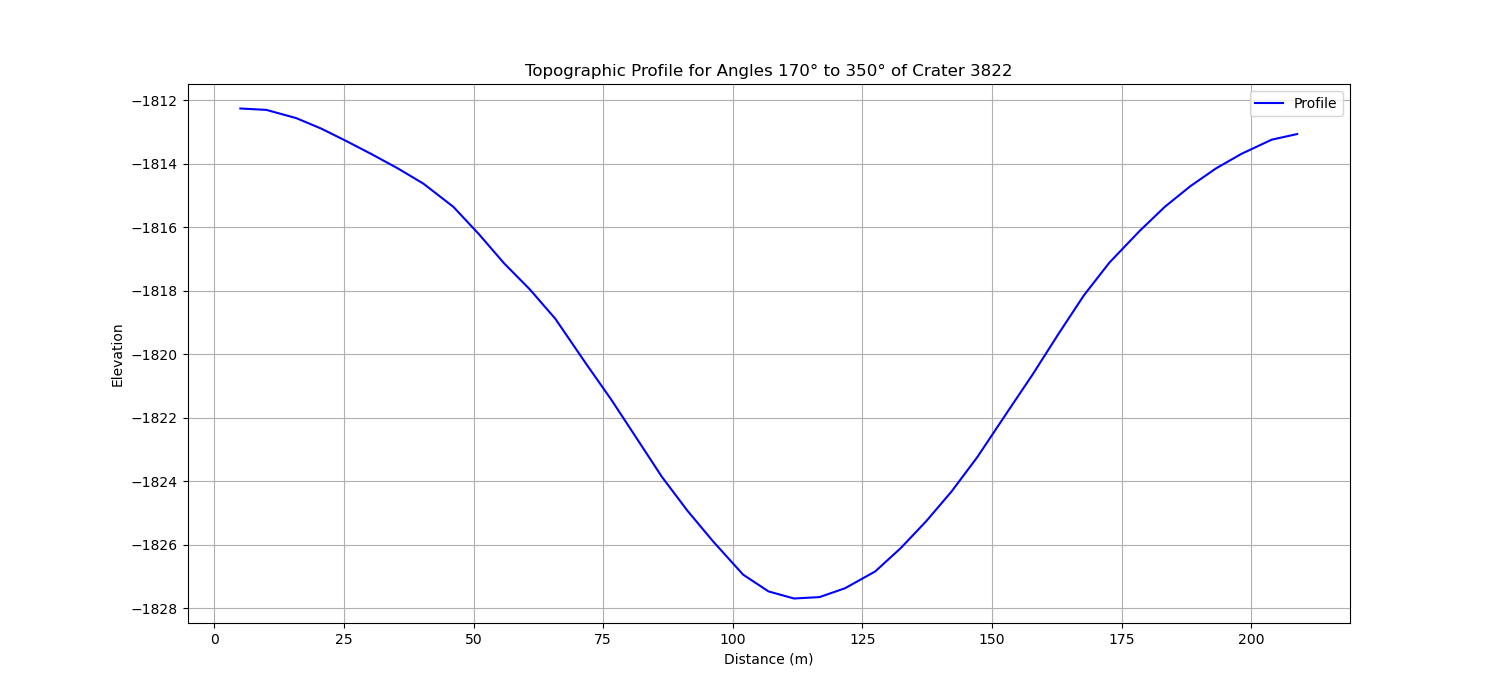 Topographic Profile for Angles 170° to 350° of Crater 3822
Profile
−1812
−1814
−1816
−1818
−1820
−1822
−1824
−1826
−1828
Elevation
0 25 50 75 100 125 150 175 200
Distance (m)